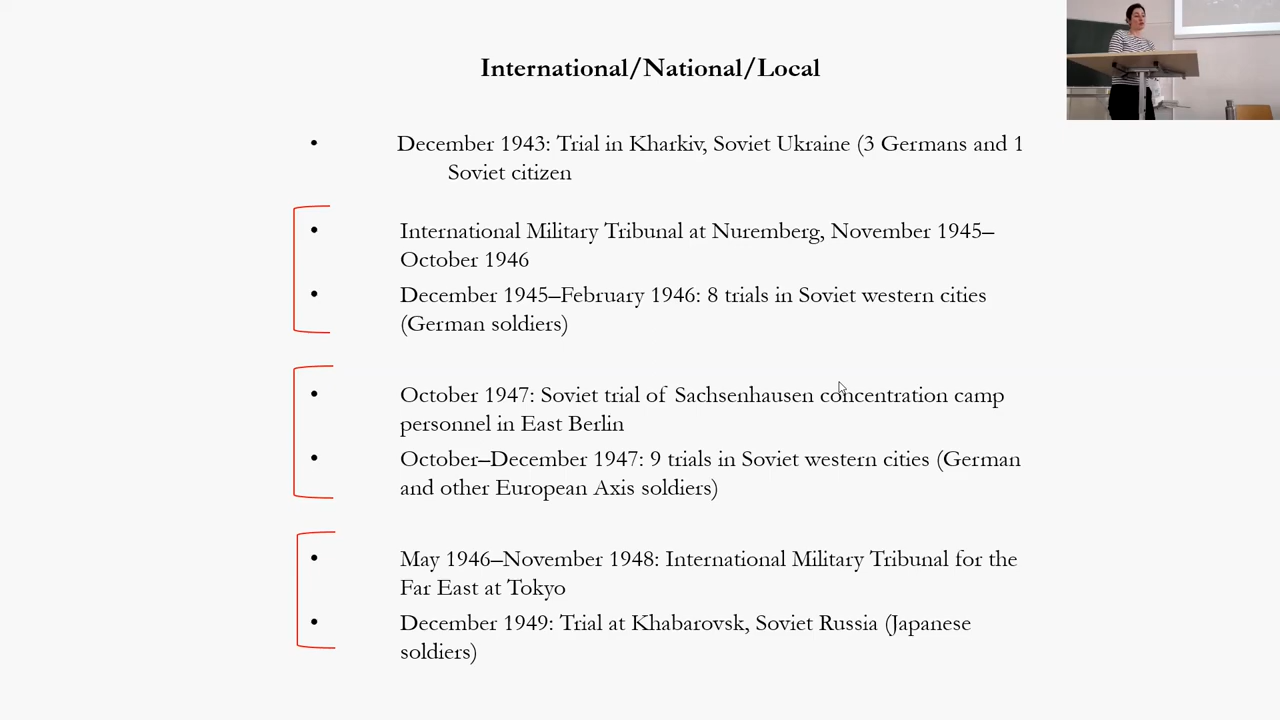 International/National/Local
• December 1943: Trial in Kharkiv, Soviet Ukraine (3 Germans and 1
Soviet citizen
• International Military Tribunal at Nuremberg, November 1945–
October 1946
• December 1945–February 1946: 8 trials in Soviet western cities
(German soldiers)
• October 1947: Soviet trial of Sachsenhausen concentration camp
personnel in East Berlin
• October–December 1947: 9 trials in Soviet western cities (German
and other European Axis soldiers)
• May 1946–November 1948: International Military Tribunal for the
Far East at Tokyo
• December 1949: Trial at Khabarovsk, Soviet Russia (Japanese
soldiers)